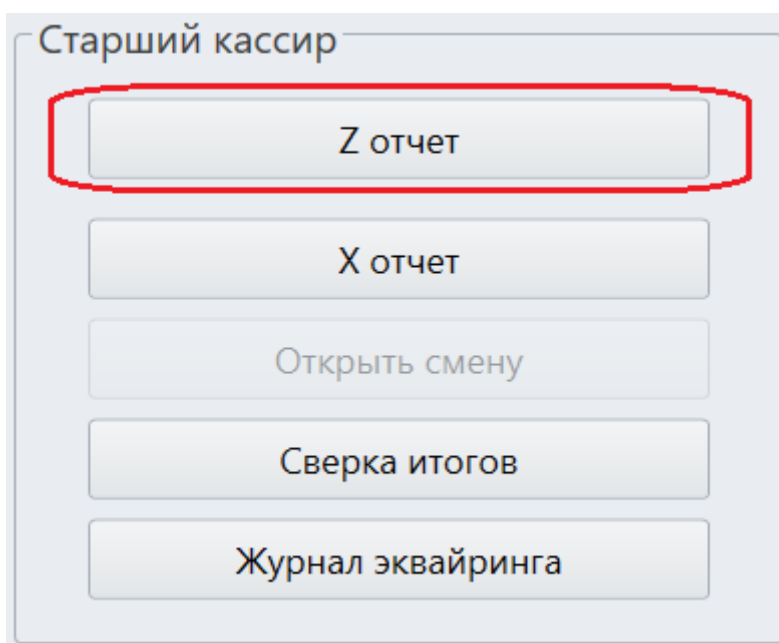 Старший кассир
Z отчет
X отчет
Открыть смену
Сверка итогов
Журнал эквайринга